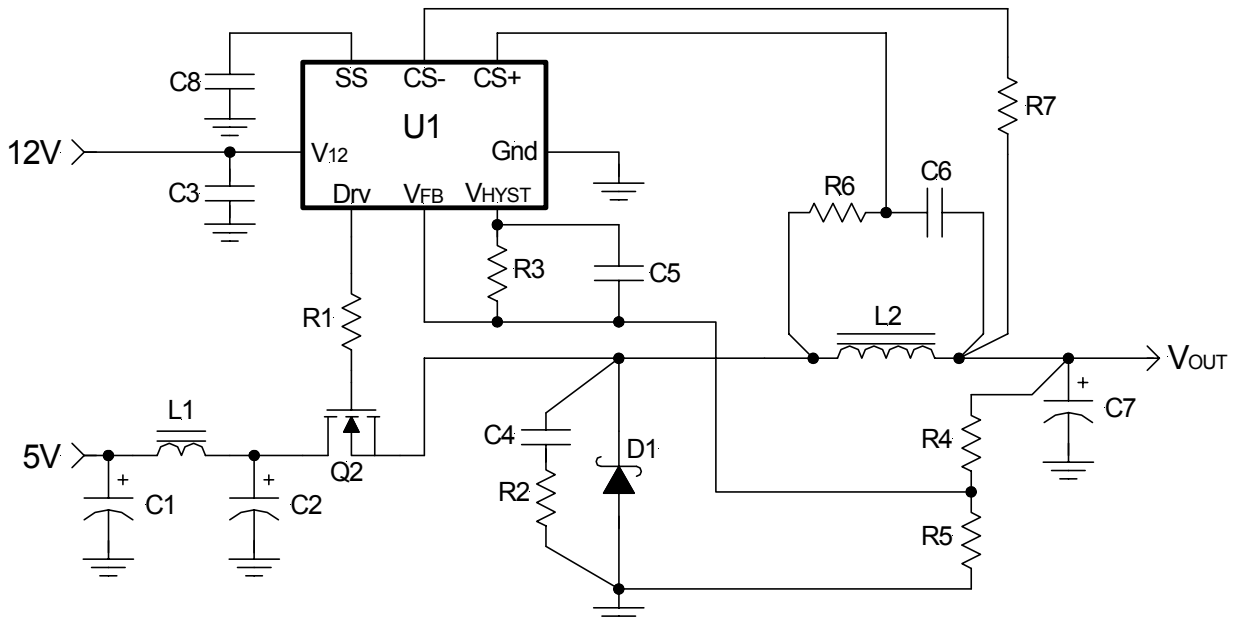 SS
CS-
CS+
C8
R7
U1
12V
V12
Gnd
C3
Drv
VFB
VHYST
R6
C6
R3
C5
R1
L2
VOUT
L1
C4
D1
R4
C7
5V
Q2
R2
+
C1
+
C2
+
R5